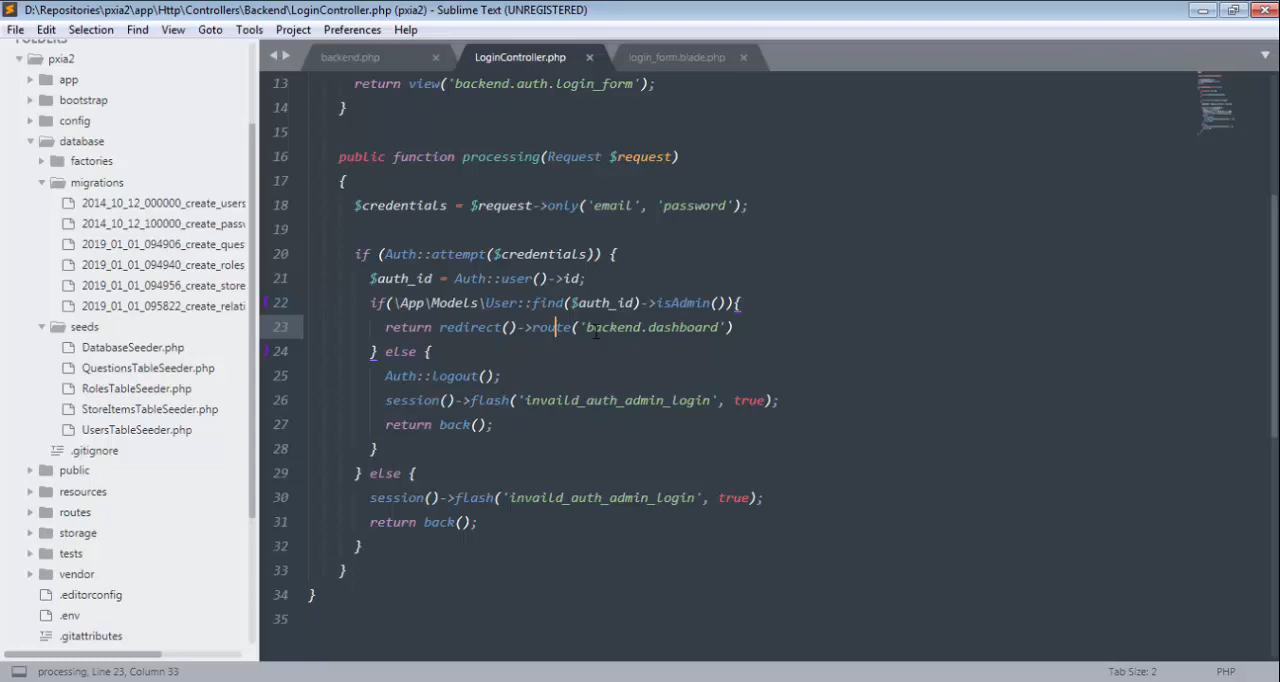 D:\Repositories\pxia2\app\Http\Controllers\Backend\LoginController.php (pxia2) - Sublime Text (UNREGISTERED)
File Edit Selection Find View Goto Tools Project Preferences Help
FOLDERS
pxia2
app
bootstrap
config
database
factories
migrations
2014_10_12_000000_create_users
2014_10_12_100000_create_passv
2019_01_01_094906_create_ques
2019_01_01_094940_create_roles
2019_01_01_094956_create_store
2019_01_01_095822_create_relati
seeds
DatabaseSeeder.php
QuestionsTableSeeder.php
RolesTableSeeder.php
StoreItemsTableSeeder.php
UsersTableSeeder.php
.gitignore
public
resources
routes
storage
tests
vendor
.editorconfig
.env
.gitattributes
backend.php LoginController.php login_form.blade.php
13 return view('backend.auth.login_form');
14 }
15
16 public function processing(Request $request)
17 {
18 $credentials = $request->only('email', 'password');
19
20 if (Auth::attempt($credentials)) {
21 $auth_id = Auth::user()->id;
22 if(\App\Models\User::find($auth_id)->isAdmin()){
23 return redirect()->route('backend.dashboard')
24 } else {
25 Auth::logout();
26 session()->flash('invaild_auth_admin_login', true);
27 return back();
28 }
29 } else {
30 session()->flash('invaild_auth_admin_login', true);
31 return back();
32 }
33 }
34 }
35
processing, Line 23, Column 33 Tab Size: 2 PHP